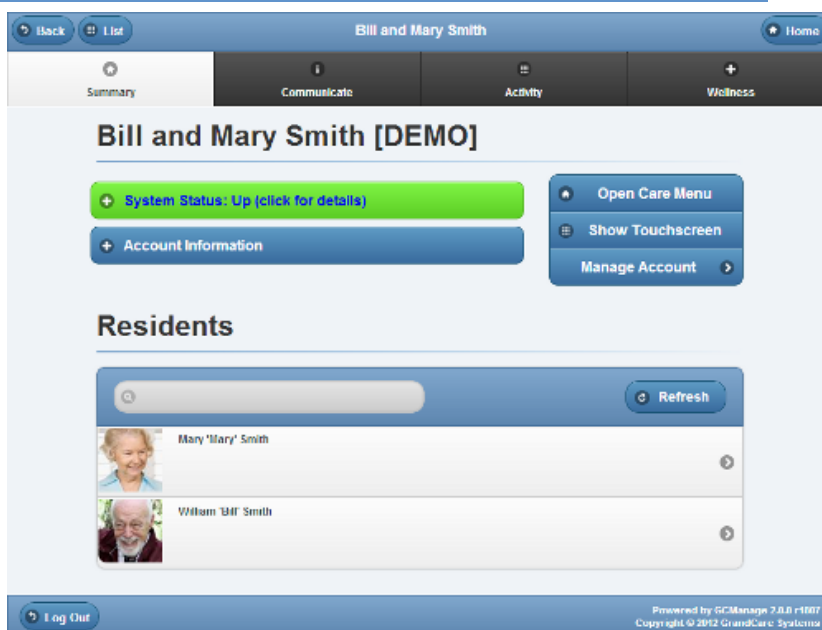 Back
List
Bill and Mary Smith
Home
Summary
Communicate
Activity
Wellness
Bill and Mary Smith [DEMO]
System Status: Up (click for details)
Open Care Menu
Account Information
Show Touchscreen
Manage Account
Residents
Refresh
Mary 'Mary' Smith
William 'Bill' Smith
Log Out
Powered by GCManage 2.0.0 r1607
Copyright © 2012 GrandCare Systems